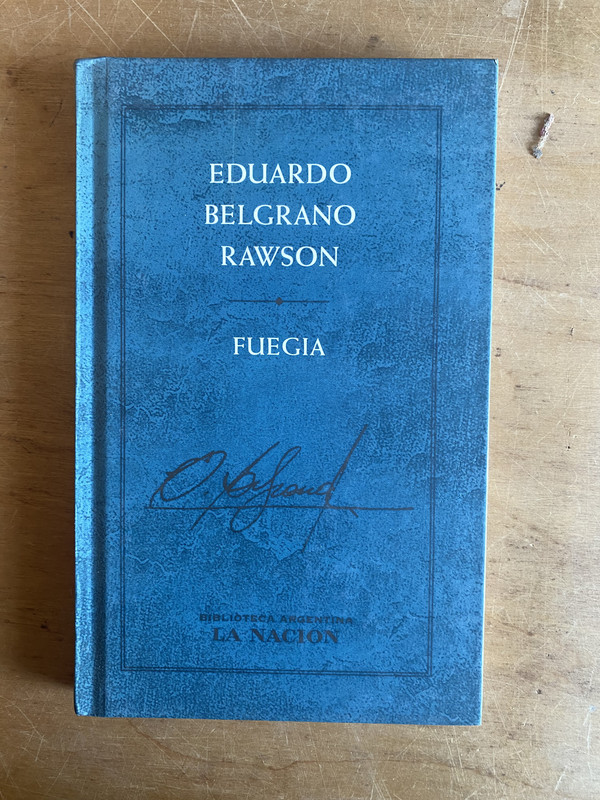 EDUARDO
BELGRANO
RAWSON
FUEGIA
BIBLIOTECA ARGENTINA
LA NACION